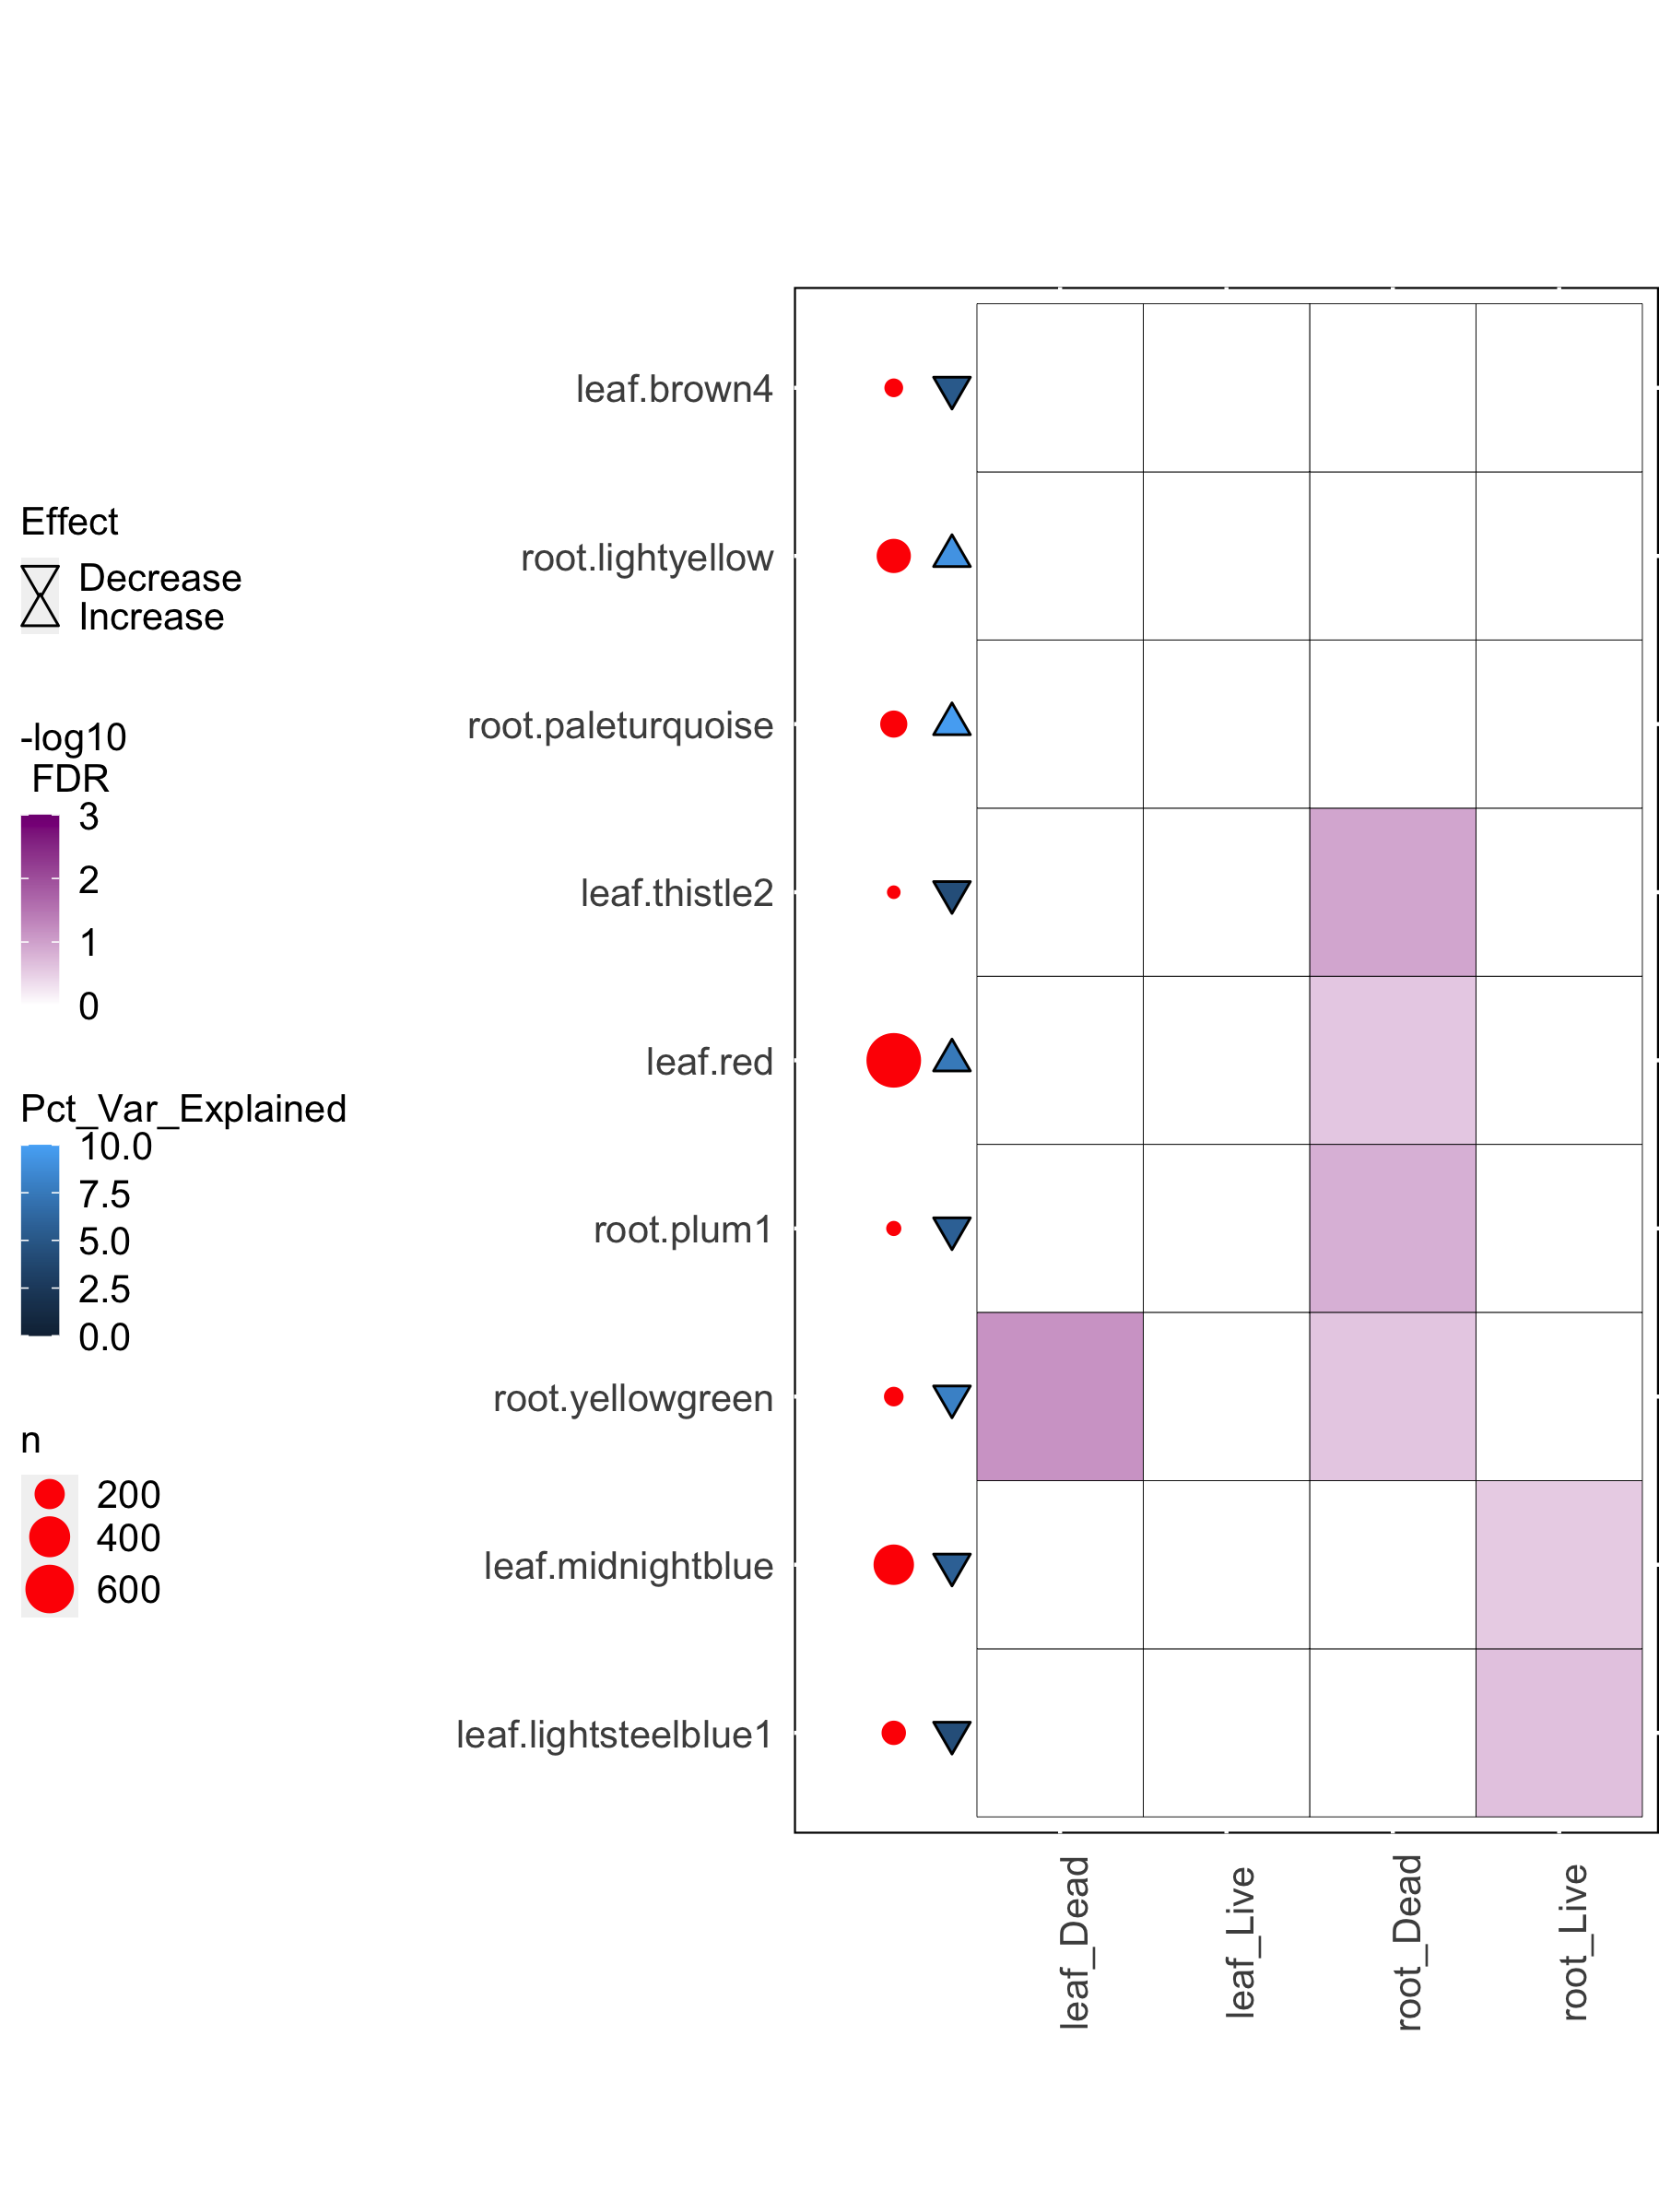 Effect
Decrease
Increase
-log10
FDR
3
2
1
0
Pct_Var_Explained
10.0
7.5
5.0
2.5
0.0
n
200
400
600
leaf.brown4
root.lightyellow
root.paleturquoise
leaf.thistle2
leaf.red
root.plum1
root.yellowgreen
leaf.midnightblue
leaf.lightsteelblue1
leaf_Dead
leaf_Live
root_Dead
root_Live